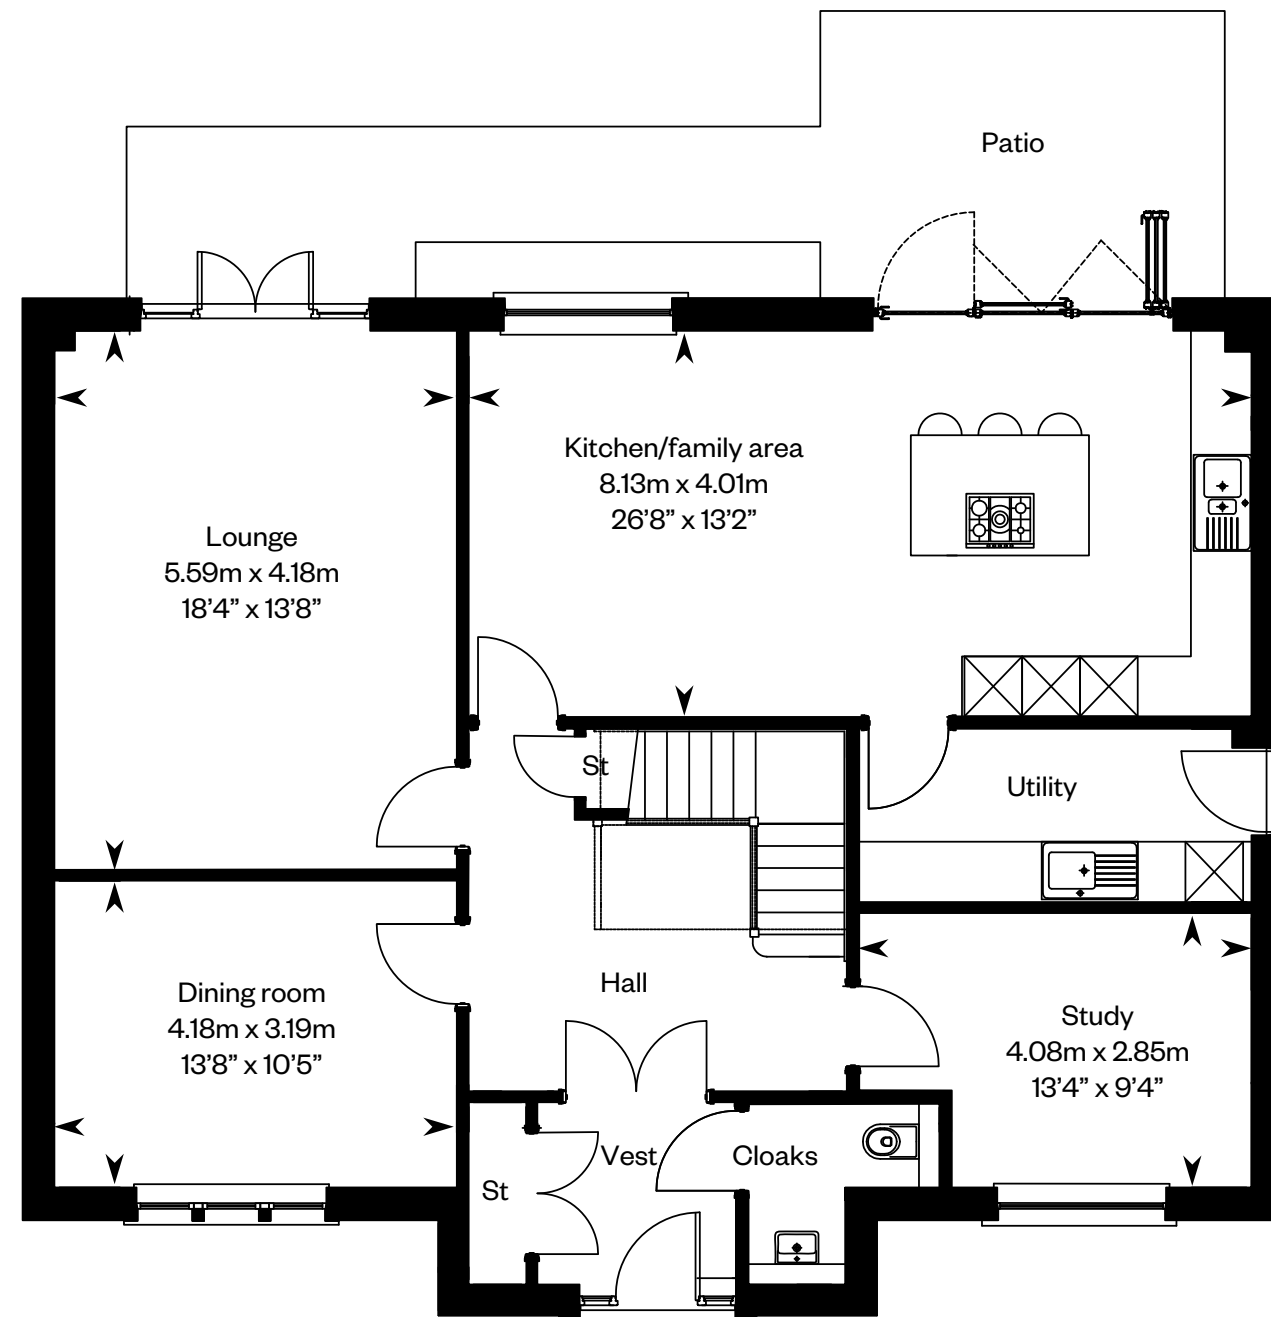 Patio
Kitchen/family area
8.13m x 4.01m
26’8” x 13’2”
Lounge
5.59m x 4.18m
18’4” x 13’8”
St
Utility
Dining room
4.18m x 3.19m
13’8” x 10’5”
Hall
Study
4.08m x 2.85m
13’4” x 9’4”
Vest
Cloaks
St